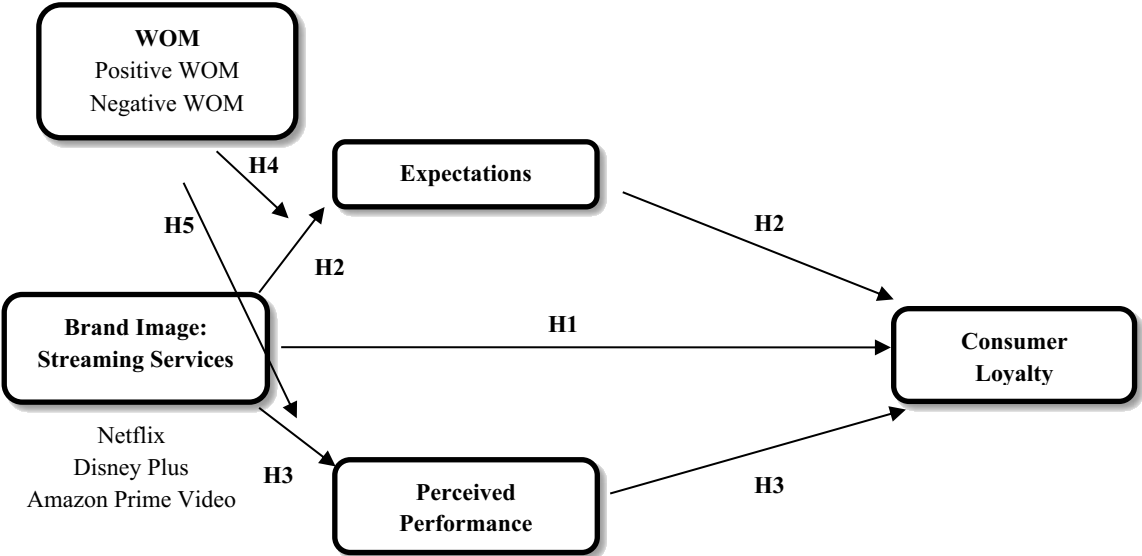 WOM
Positive WOM
Negative WOM
H4
Expectations
H5
H2
H2
Brand Image:
Streaming Services
H1
Consumer
Loyalty
Netflix
Disney Plus
Amazon Prime Video
H3
Perceived
Performance
H3